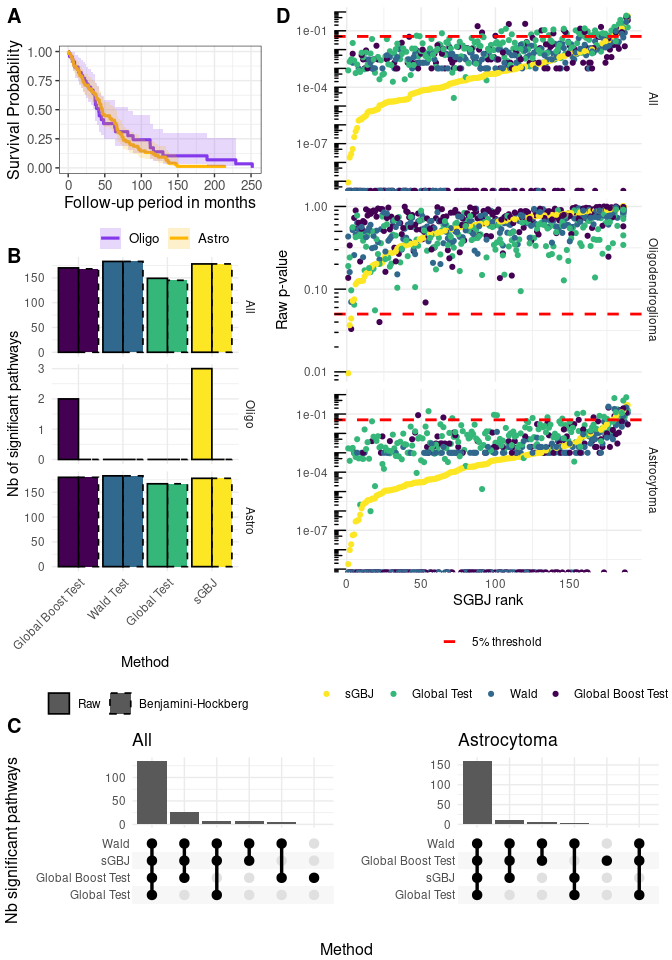 A
Survival Probability
1.00
0.75
0.50
0.25
0.00
0
50
100
150
200
250
Follow-up period in months
Oligo
Astro
B
Nb of significant pathways
150
100
50
0
All
3
2
1
0
Oligo
150
100
50
0
Astro
Global Boost Test
Wald Test
Global Test
sGBJ
Method
Raw
Benjamini-Hockberg
D
Raw p-value
1e-01
1e-04
1e-07
All
1.00
0.10
0.01
Oligodendroglioma
1e-01
1e-04
1e-07
Astrocytoma
0
50
100
150
SGBJ rank
5% threshold
sGBJ
Global Test
Wald
Global Boost Test
C
Nb significant pathways
All
100
50
0
Wald
sGBJ
Global Boost Test
Global Test
Astrocytoma
150
100
50
0
Wald
Global Boost Test
sGBJ
Global Test
Method